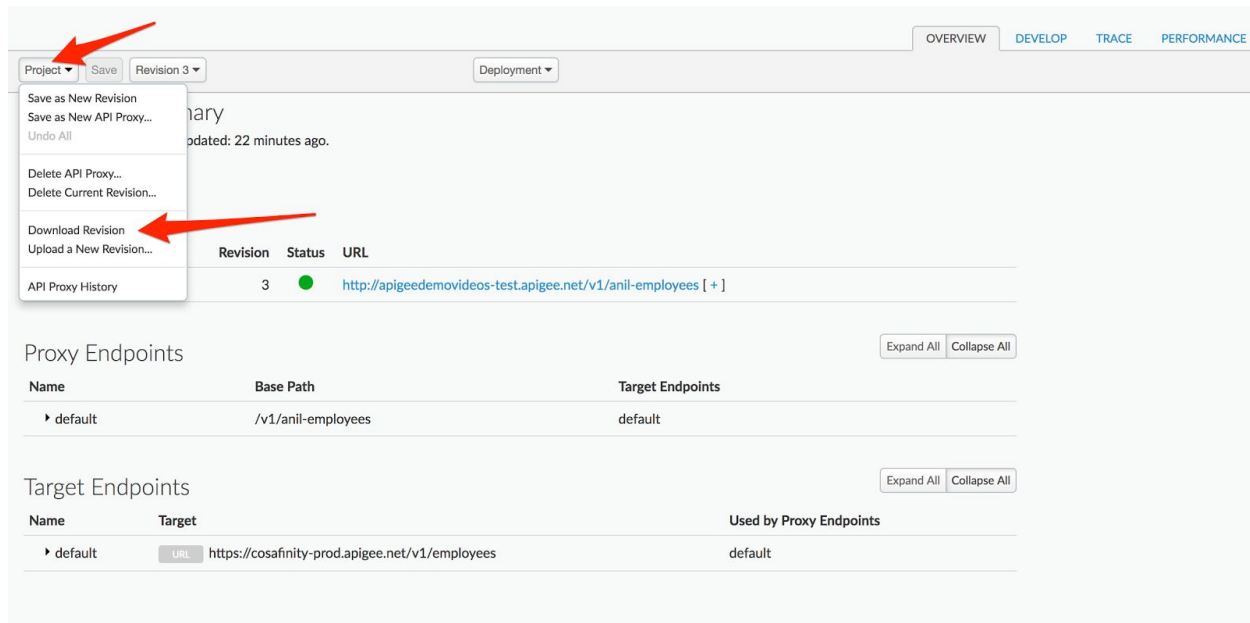 OVERVIEW DEVELOP TRACE PERFORMANCE
Project Save Revision 3 Deployment
Save as New Revision
Save as New API Proxy...
Undo All
Delete API Proxy...
Delete Current Revision...
Download Revision
Upload a New Revision...
API Proxy History
mary
pdated: 22 minutes ago.
Revision Status URL
3 http://apigeedemovideos-test.apigee.net/v1/anil-employees [ + ]
Proxy Endpoints Expand All Collapse All
Name Base Path Target Endpoints
default /v1/anil-employees default
Target Endpoints Expand All Collapse All
Name Target Used by Proxy Endpoints
default URL https://cosafinity-prod.apigee.net/v1/employees default